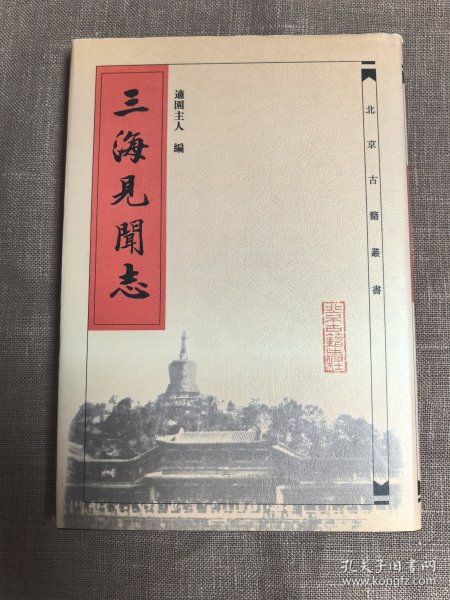 三海見聞志
適園主人 編
北京古籍叢書
北京古籍出版社
孔夫子旧书网
www.kongfz.com